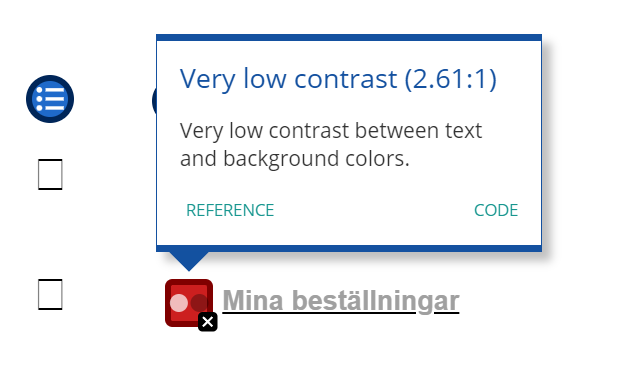 Very low contrast (2.61:1)
Very low contrast between text
and background colors.
REFERENCE CODE
Mina beställningar